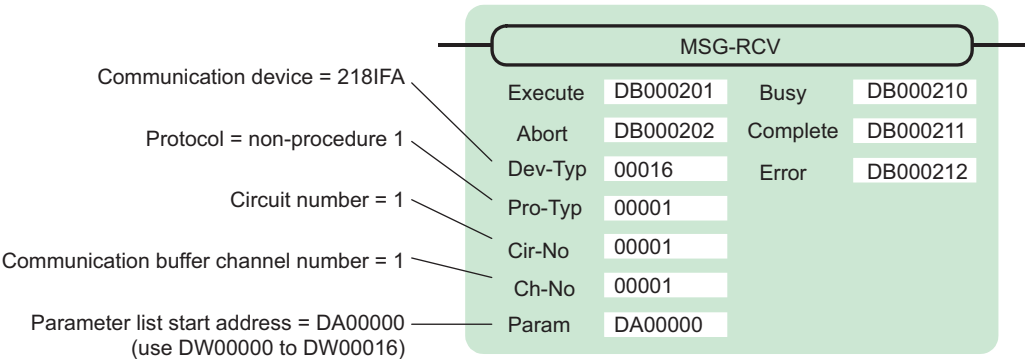 MSG-RCV
Communication device = 218IFA
Protocol = non-procedure 1
Circuit number = 1
Communication buffer channel number = 1
Parameter list start address = DA00000
(use DW00000 to DW00016)
Execute DB000201 Busy DB000210
Abort DB000202 Complete DB000211
Dev-Typ 00016 Error DB000212
Pro-Typ 00001
Cir-No 00001
Ch-No 00001
Param DA00000